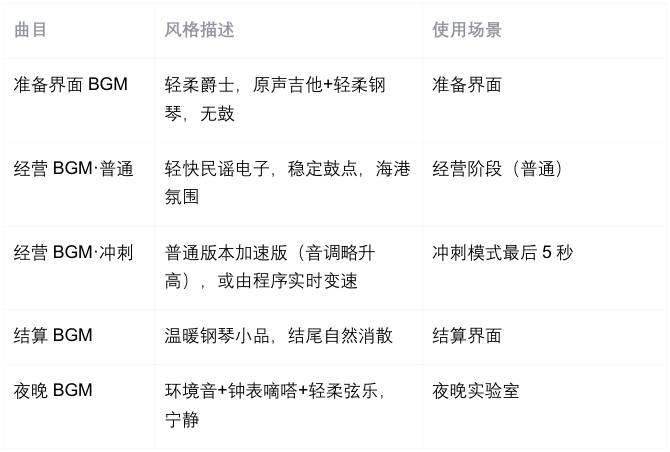 曲目 风格描述 使用场景
准备界面 BGM 轻柔爵士，原声吉他+轻柔钢 准备界面
琴，无鼓
经营 BGM·普通 轻快民谣电子，稳定鼓点，海港 经营阶段（普通）
氛围
经营 BGM·冲刺 普通版本加速版（音调略升 冲刺模式最后 5 秒
高），或由程序实时变速
结算 BGM 温暖钢琴小品，结尾自然消散 结算界面
夜晚 BGM 环境音+钟表嘀嗒+轻柔弦乐， 夜晚实验室
宁静